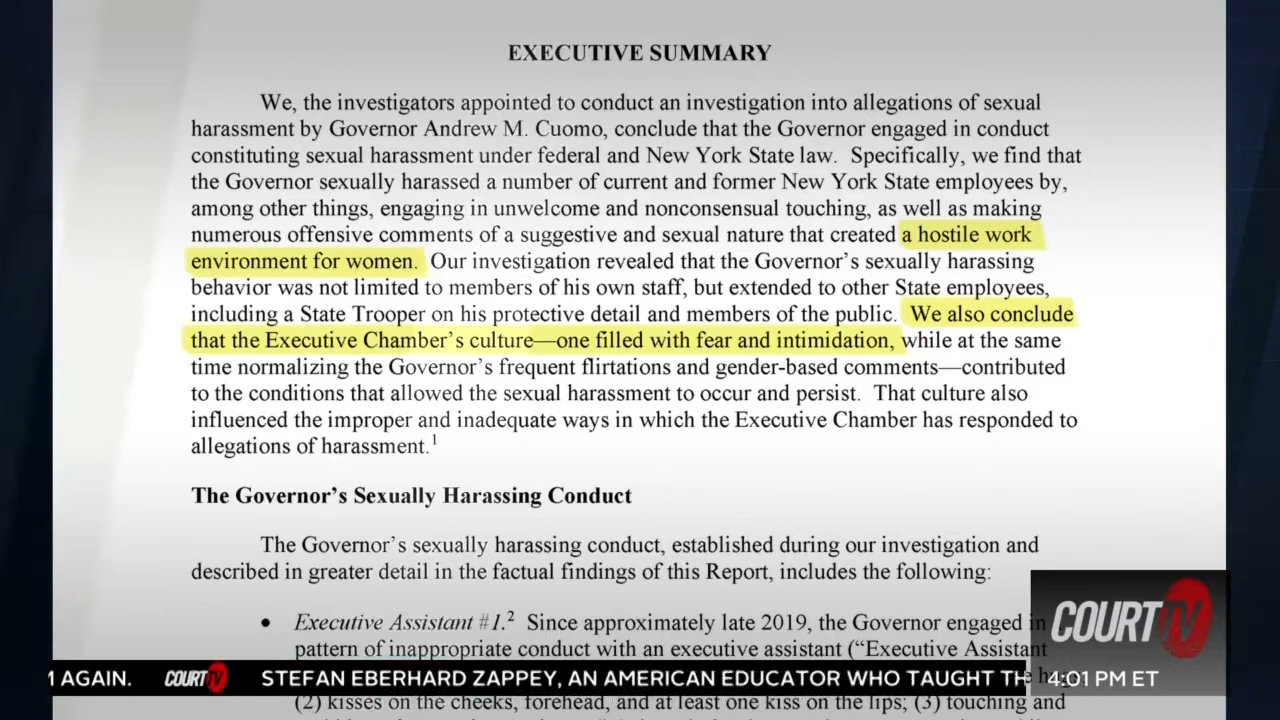 EXECUTIVE SUMMARY
We, the investigators appointed to conduct an investigation into allegations of sexual
harassment by Governor Andrew M. Cuomo, conclude that the Governor engaged in conduct
constituting sexual harassment under federal and New York State law. Specifically, we find that
the Governor sexually harassed a number of current and former New York State employees by,
among other things, engaging in unwelcome and nonconsensual touching, as well as making
numerous offensive comments of a suggestive and sexual nature that created a hostile work
environment for women. Our investigation revealed that the Governor's sexually harassing
behavior was not limited to members of his own staff, but extended to other State employees,
including a State Trooper on his protective detail and members of the public. We also conclude
that the Executive Chamber's culture—one filled with fear and intimidation, while at the same
time normalizing the Governor's frequent flirtations and gender-based comments—contributed
to the conditions that allowed the sexual harassment to occur and persist. That culture also
influenced the improper and inadequate ways in which the Executive Chamber has responded to
allegations of harassment.1
The Governor's Sexually Harassing Conduct
The Governor's sexually harassing conduct, established during our investigation and
described in greater detail in the factual findings of this Report, includes the following:
• Executive Assistant #1.2 Since approximately late 2019, the Governor engaged in
pattern of inappropriate conduct with an executive assistant ("Executive Assistant
COURT TV
M AGAIN. COURT TV STEFAN EBERHARD ZAPPEY, AN AMERICAN EDUCATOR WHO TAUGHT TH 4:01 PM ET
(2) kisses on the cheeks, forehead, and at least one kiss on the lips; (3) touching and